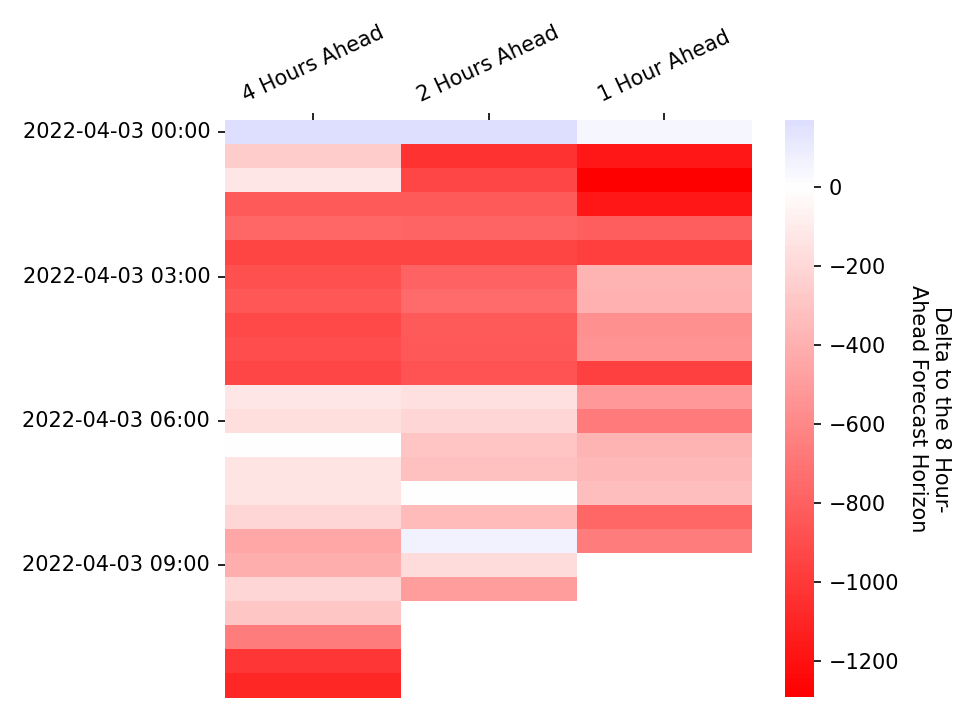 4 Hours Ahead
2 Hours Ahead
1 Hour Ahead
2022-04-03 00:00
2022-04-03 03:00
2022-04-03 06:00
2022-04-03 09:00
0
−200
−400
−600
−800
−1000
−1200
Delta to the 8 Hour-
Ahead Forecast Horizon